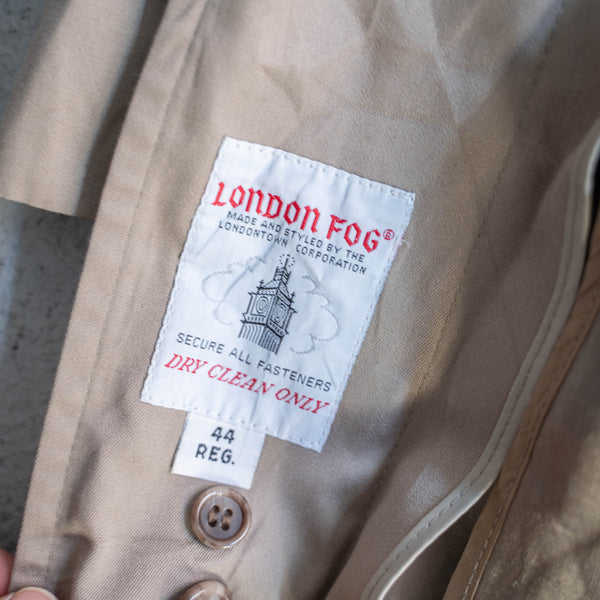 LONDON FOG®
MADE AND STYLED BY THE
LONDONTOWN CORPORATION
SECURE ALL FASTENERS
DRY CLEAN ONLY
44
REG.